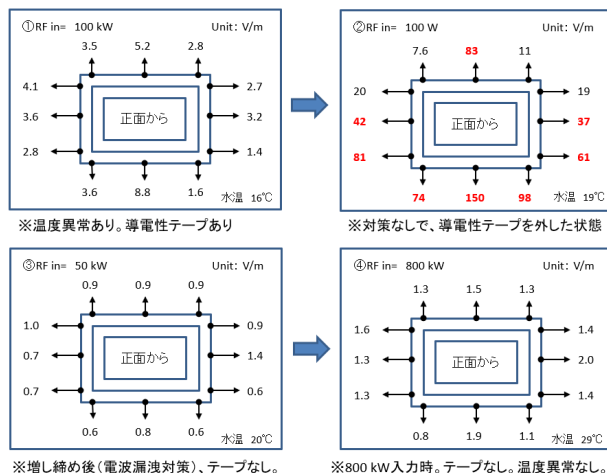 ①RF in= 100 kW Unit: V/m
3.5 5.2 2.8
4.1 2.7
3.6 正面から 3.2
2.8 1.4
3.6 8.8 1.6
水温 16℃
※温度異常あり。導電性テープあり
②RF in= 100 W Unit: V/m
7.6 83 11
20 19
42 正面から 37
81 61
74 150 98
水温 19℃
※対策なしで、導電性テープを外した状態
③RF in= 50 kW Unit: V/m
0.9 0.9 0.9
1.0 0.9
0.7 正面から 1.4
0.7 0.6
0.6 0.8 0.6
水温 20℃
※増し締め後(電波漏洩対策)、テープなし。
④RF in= 800 kW Unit: V/m
1.3 1.5 1.3
1.6 1.4
1.3 正面から 2.0
1.3 1.4
0.8 1.9 1.1
水温 29℃
※800 kW入力時。テープなし。温度異常なし。